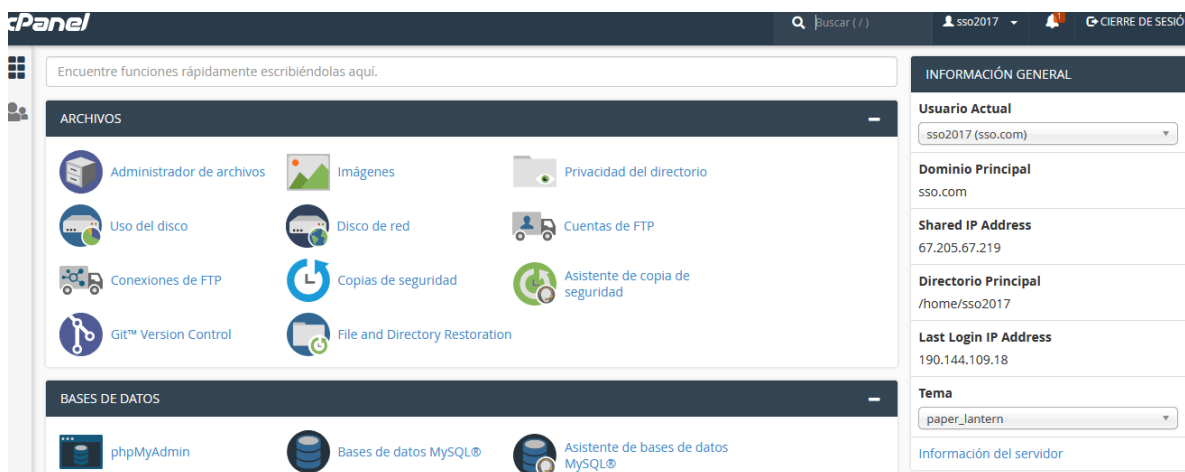 cPanel
Buscar ( / )
sso2017
1
CIERRE DE SESIÓ
Encuentre funciones rápidamente escribiéndolas aquí.
ARCHIVOS
Administrador de archivos
Imágenes
Privacidad del directorio
Uso del disco
Disco de red
Cuentas de FTP
Conexiones de FTP
Copias de seguridad
Asistente de copia de
seguridad
Git™ Version Control
File and Directory Restoration
BASES DE DATOS
phpMyAdmin
Bases de datos MySQL®
Asistente de bases de datos
MySQL®
INFORMACIÓN GENERAL
Usuario Actual
sso2017 (sso.com)
Dominio Principal
sso.com
Shared IP Address
67.205.67.219
Directorio Principal
/home/sso2017
Last Login IP Address
190.144.109.18
Tema
paper_lantern
Información del servidor